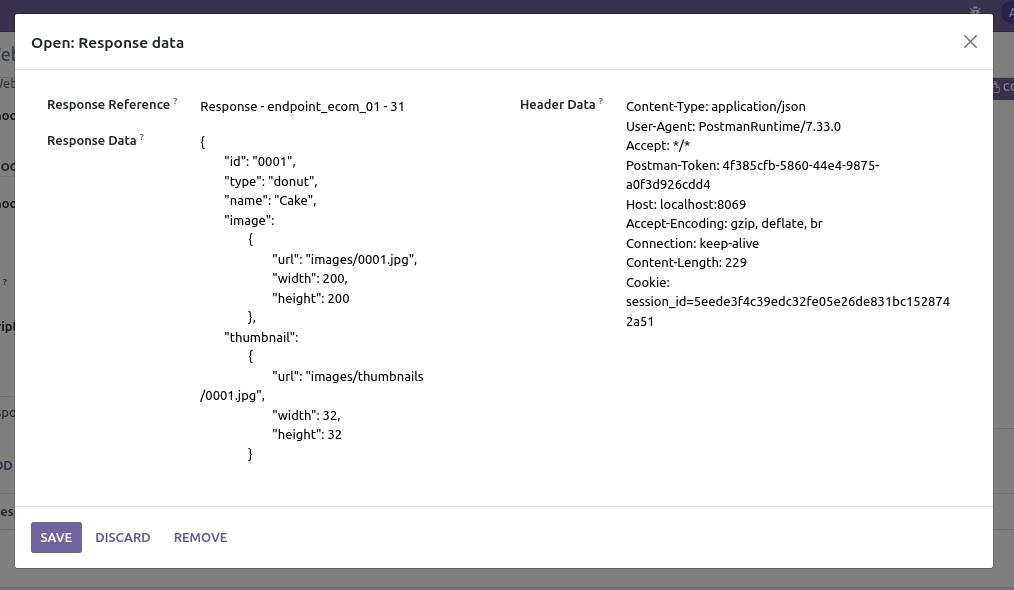 Open: Response data
Response Reference ?
Response - endpoint_ecom_01 - 31
Response Data ?
{
"id": "0001",
"type": "donut",
"name": "Cake",
"image":
{
"url": "images/0001.jpg",
"width": 200,
"height": 200
},
"thumbnail":
{
"url": "images/thumbnails
/0001.jpg",
"width": 32,
"height": 32
}
Header Data ?
Content-Type: application/json
User-Agent: PostmanRuntime/7.33.0
Accept: */*
Postman-Token: 4f385cfb-5860-44e4-9875-
a0f3d926cdd4
Host: localhost:8069
Accept-Encoding: gzip, deflate, br
Connection: keep-alive
Content-Length: 229
Cookie:
session_id=5eede3f4c39edc32fe05e26de831bc152874
2a51
SAVE DISCARD REMOVE